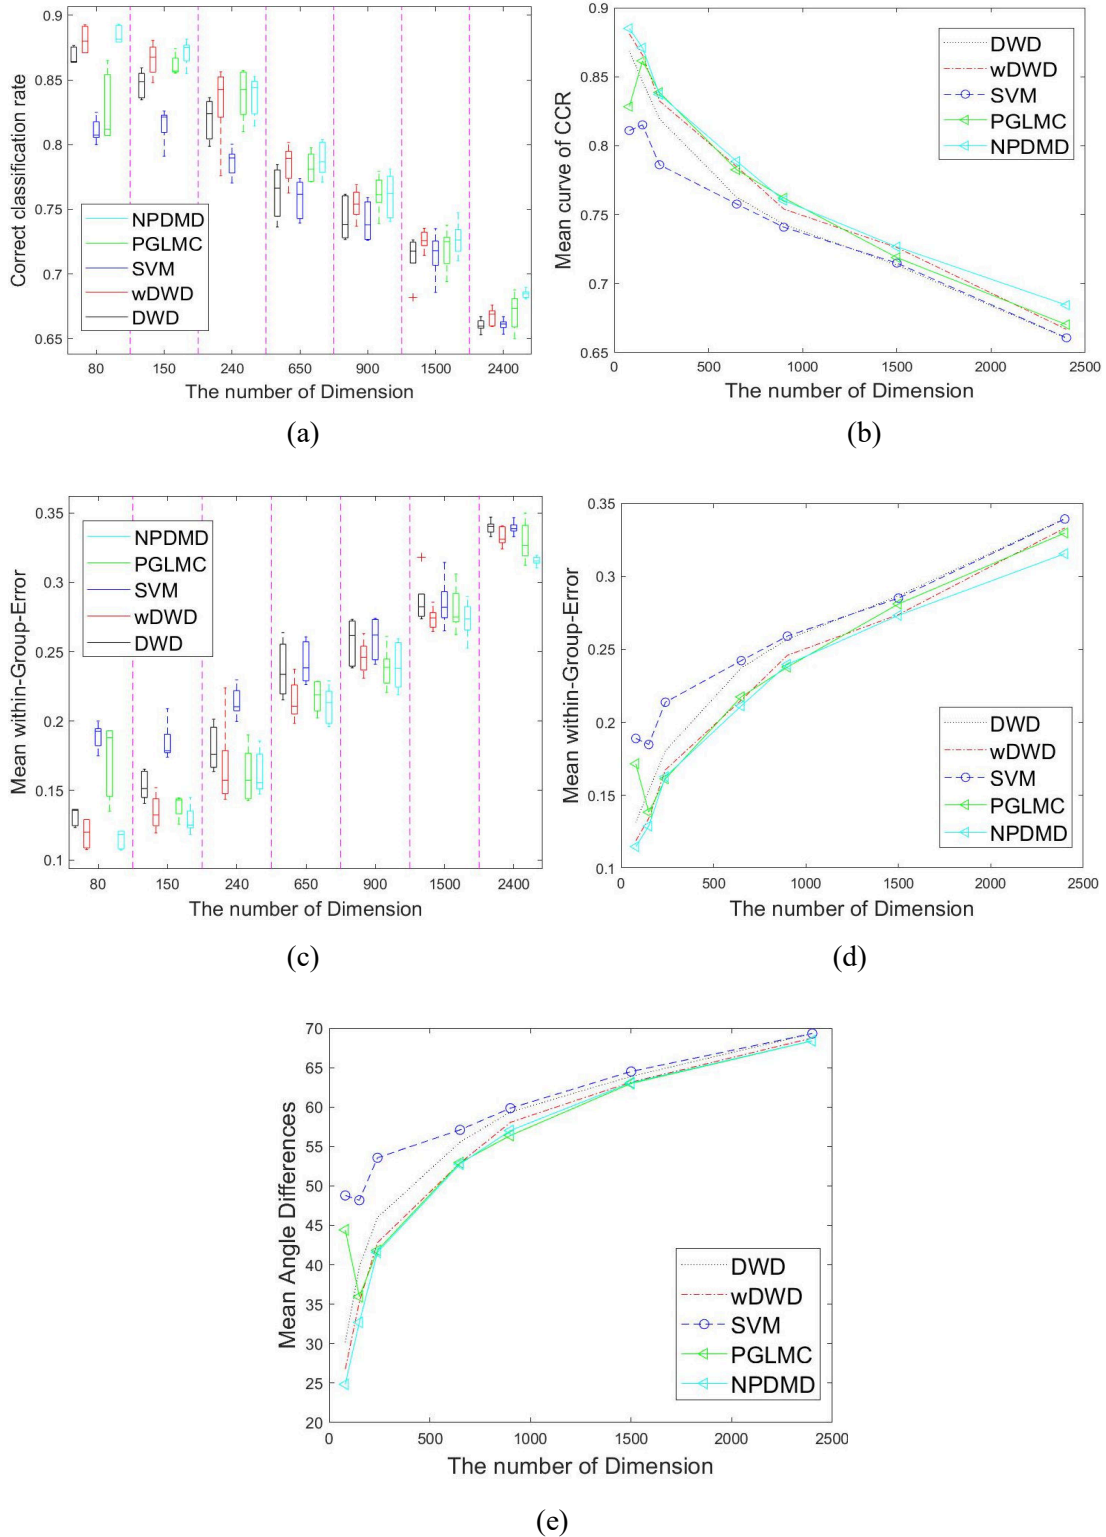 0.9
0.85
0.8
0.75
0.7
0.65
Correct classification rate
NPDMD
PGLMC
SVM
wDWD
DWD
80 150 240 650 900 1500 2400
The number of Dimension
(a)
0.9
0.85
0.8
0.75
0.7
0.65
Mean curve of CCR
DWD
wDWD
SVM
PGLMC
NPDMD
0 500 1000 1500 2000 2500
The number of Dimension
(b)
0.35
0.3
0.25
0.2
0.15
0.1
Mean within-Group-Error
NPDMD
PGLMC
SVM
wDWD
DWD
80 150 240 650 900 1500 2400
The number of Dimension
(c)
0.35
0.3
0.25
0.2
0.15
0.1
Mean within-Group-Error
DWD
wDWD
SVM
PGLMC
NPDMD
0 500 1000 1500 2000 2500
The number of Dimension
(d)
70
65
60
55
50
45
40
35
30
25
20
Mean Angle Differences
DWD
wDWD
SVM
PGLMC
NPDMD
0 500 1000 1500 2000 2500
The number of Dimension
(e)